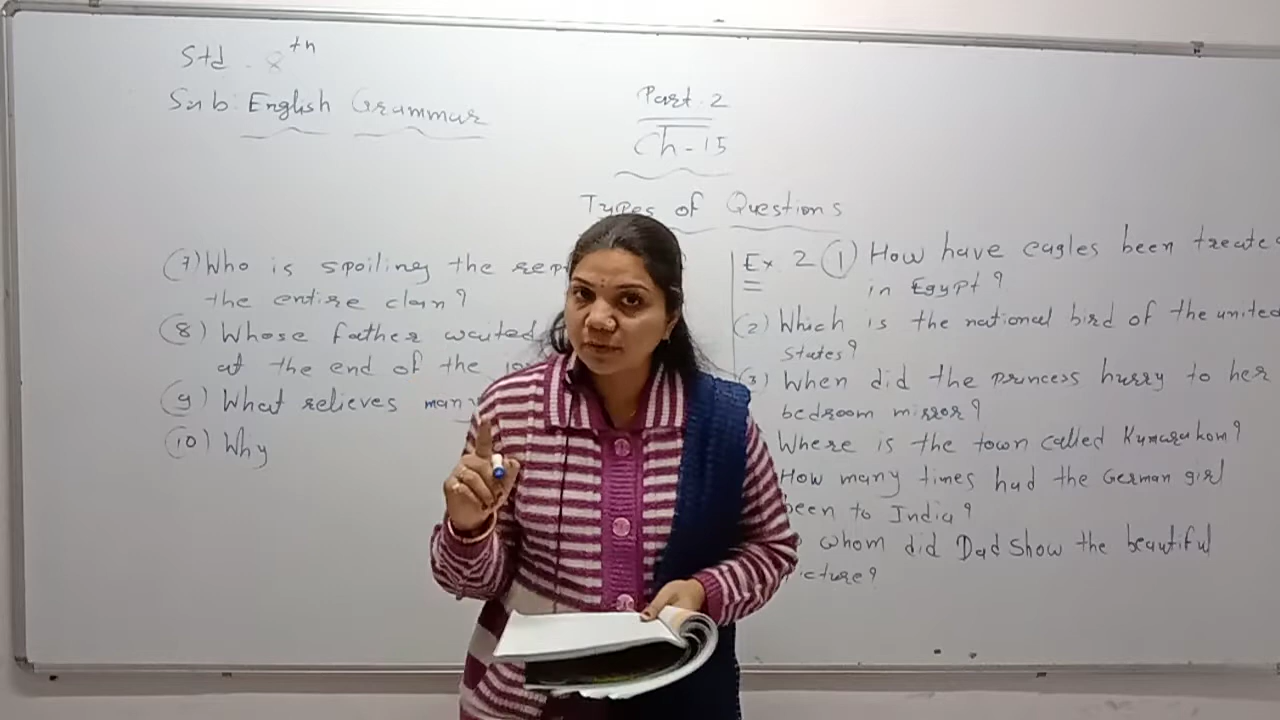 Std - 8th
Sub: English Grammar
Part-2
Ch-15
Types of Questions
(7) Who is spoiling the
the entire clan?
(8) Whose father waited
at the end of the
(9) What relieves many
(10) Why
Ex 2 (1) How have eagles been treate
in Egypt?
(2) Which is the national bird of the united
states?
(3) When did the princess hurry to her
bedroom mirror?
Where is the town called Kumarakom?
How many times had the German girl
been to India?
whom did Dad show the beautiful
picture?